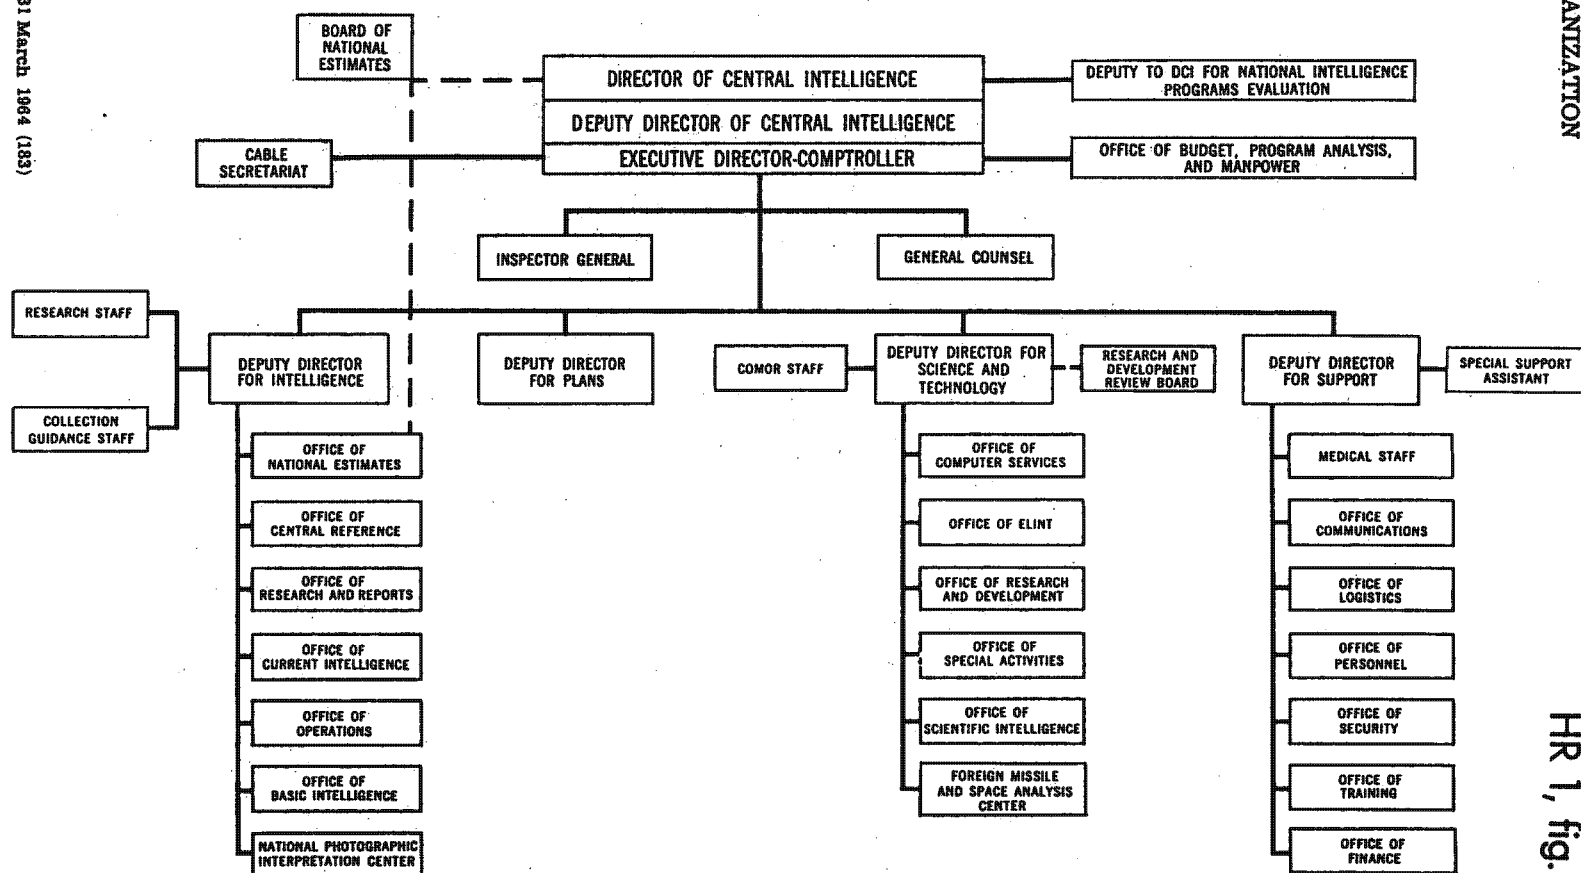 31 March 1964 (183)
ANIZATION
HR 1, fig.
BOARD OF
NATIONAL
ESTIMATES
DIRECTOR OF CENTRAL INTELLIGENCE
DEPUTY TO DCI FOR NATIONAL INTELLIGENCE
PROGRAMS EVALUATION
DEPUTY DIRECTOR OF CENTRAL INTELLIGENCE
CABLE
SECRETARIAT
EXECUTIVE DIRECTOR-COMPTROLLER
OFFICE OF BUDGET, PROGRAM ANALYSIS,
AND MANPOWER
INSPECTOR GENERAL
GENERAL COUNSEL
RESEARCH STAFF
COLLECTION
GUIDANCE STAFF
DEPUTY DIRECTOR
FOR INTELLIGENCE
DEPUTY DIRECTOR
FOR PLANS
COMOR STAFF
DEPUTY DIRECTOR FOR
SCIENCE AND
TECHNOLOGY
RESEARCH AND
DEVELOPMENT
REVIEW BOARD
DEPUTY DIRECTOR
FOR SUPPORT
SPECIAL SUPPORT
ASSISTANT
OFFICE OF
NATIONAL ESTIMATES
OFFICE OF
CENTRAL REFERENCE
OFFICE OF
RESEARCH AND REPORTS
OFFICE OF
CURRENT INTELLIGENCE
OFFICE OF
OPERATIONS
OFFICE OF
BASIC INTELLIGENCE
NATIONAL PHOTOGRAPHIC
INTERPRETATION CENTER
OFFICE OF
COMPUTER SERVICES
OFFICE OF ELINT
OFFICE OF RESEARCH
AND DEVELOPMENT
OFFICE OF
SPECIAL ACTIVITIES
OFFICE OF
SCIENTIFIC INTELLIGENCE
FOREIGN MISSILE
AND SPACE ANALYSIS
CENTER
MEDICAL STAFF
OFFICE OF
COMMUNICATIONS
OFFICE OF
LOGISTICS
OFFICE OF
PERSONNEL
OFFICE OF
SECURITY
OFFICE OF
TRAINING
OFFICE OF
FINANCE